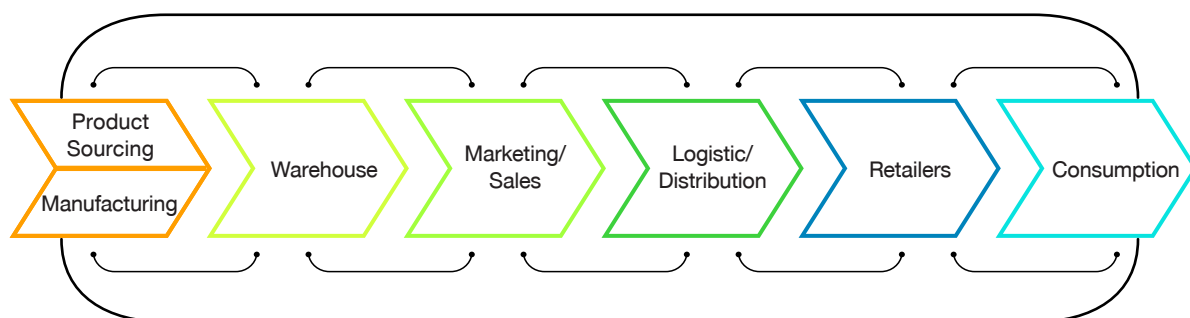 Product
Sourcing
Manufacturing
Warehouse
Marketing/
Sales
Logistic/
Distribution
Retailers
Consumption